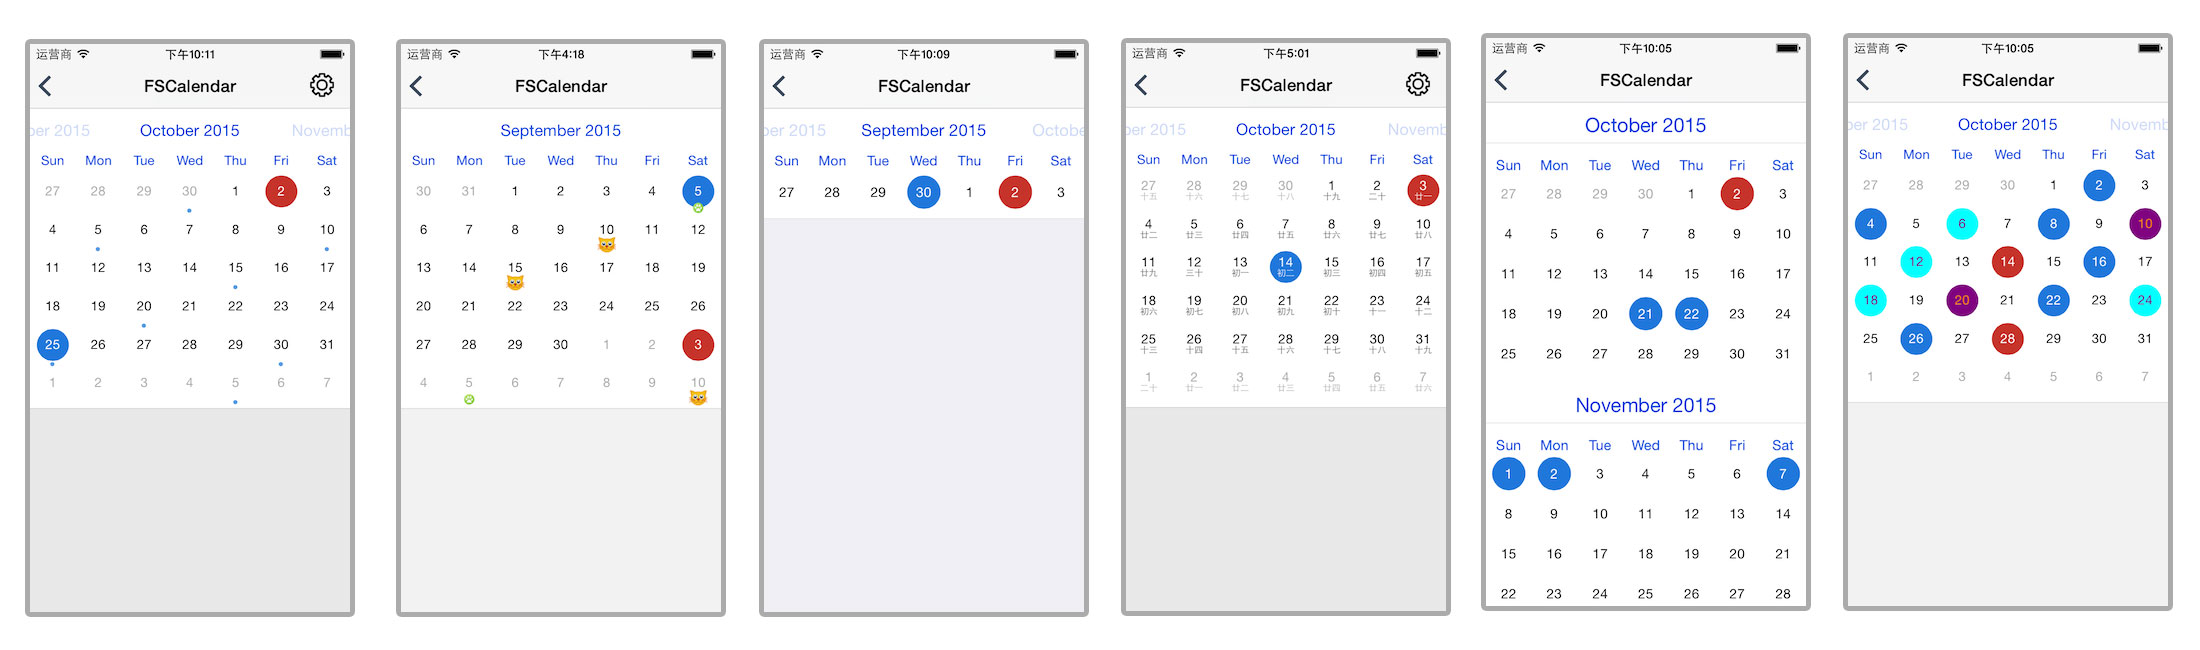 运营商 下午10:11
FSCalendar
ber 2015 October 2015 Novemb
Sun Mon Tue Wed Thu Fri Sat
27 28 29 30 1 2 3
4 5 6 7 8 9 10
11 12 13 14 15 16 17
18 19 20 21 22 23 24
25 26 27 28 29 30 31
1 2 3 4 5 6 7
运营商 下午4:18
FSCalendar
September 2015
Sun Mon Tue Wed Thu Fri Sat
30 31 1 2 3 4 5
6 7 8 9 10 11 12
13 14 15 16 17 18 19
20 21 22 23 24 25 26
27 28 29 30 1 2 3
4 5 6 7 8 9 10
运营商 下午10:09
FSCalendar
ber 2015 September 2015 Octobe
Sun Mon Tue Wed Thu Fri Sat
27 28 29 30 1 2 3
运营商 下午5:01
FSCalendar
ber 2015 October 2015 Novemb
Sun Mon Tue Wed Thu Fri Sat
27 28 29 30 1 2 3
十五 十六 十七 十八 十九 二十 廿一
4 5 6 7 8 9 10
廿二 廿三 廿四 廿五 廿六 廿七 廿八
11 12 13 14 15 16 17
廿九 三十 初一 初二 初三 初四 初五
18 19 20 21 22 23 24
初六 初七 初八 初九 初十 十一 十二
25 26 27 28 29 30 31
十三 十四 十五 十六 十七 十八 十九
1 2 3 4 5 6 7
二十 廿一 廿二 廿三 廿四 廿五 廿六
运营商 下午10:05
FSCalendar
October 2015
Sun Mon Tue Wed Thu Fri Sat
27 28 29 30 1 2 3
4 5 6 7 8 9 10
11 12 13 14 15 16 17
18 19 20 21 22 23 24
25 26 27 28 29 30 31
November 2015
Sun Mon Tue Wed Thu Fri Sat
1 2 3 4 5 6 7
8 9 10 11 12 13 14
15 16 17 18 19 20 21
22 23 24 25 26 27 28
运营商 下午10:05
FSCalendar
ber 2015 October 2015 Novemb
Sun Mon Tue Wed Thu Fri Sat
27 28 29 30 1 2 3
4 5 6 7 8 9 10
11 12 13 14 15 16 17
18 19 20 21 22 23 24
25 26 27 28 29 30 31
1 2 3 4 5 6 7